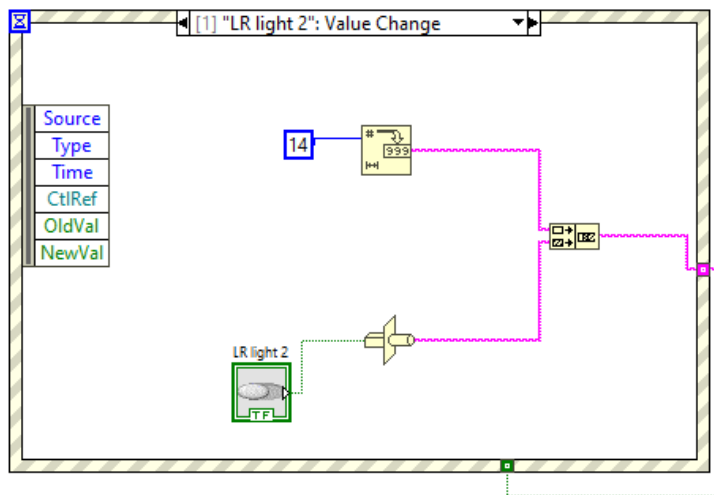 [1] "LR light 2": Value Change
Source
Type
Time
CtlRef
OldVal
NewVal
14
#
999
LR light 2
TF